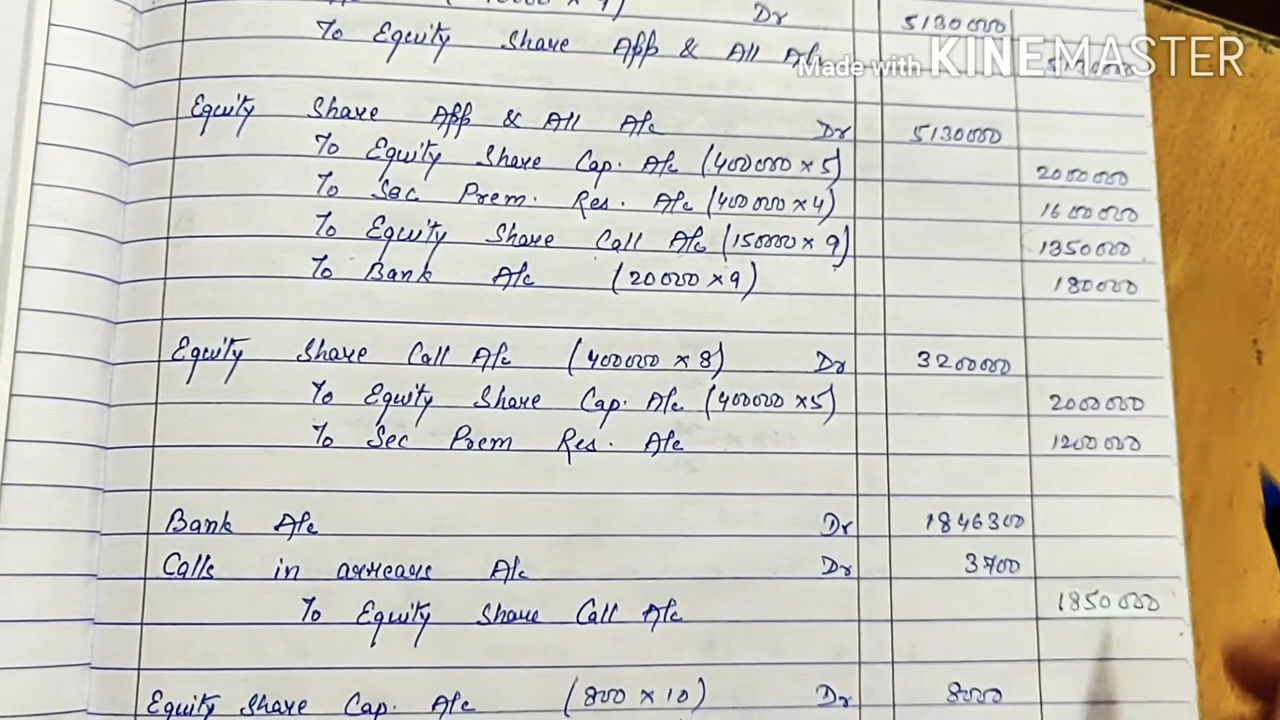 Dr 5130000
To Equity Share App & All A/c
Made with KINEMASTER
Equity Share App & All A/c Dr 5130000
To Equity Share Cap. A/c (400000 x 5) 2000000
To Sec Prem. Res. A/c (400000 x 4) 1600000
To Equity Share Call A/c (150000 x 9) 1350000
To Bank A/c (20000 x 9) 180000
Equity Share Call A/c (400000 x 8) Dr 3200000
To Equity Share Cap. A/c (400000 x 5) 2000000
To Sec Prem Res. A/c 1200000
Bank A/c Dr 1846300
Calls in arrears A/c Dr 3700
To Equity Share Call A/c 1850000
Equity Share Cap. A/c (800 x 10) Dr 8000